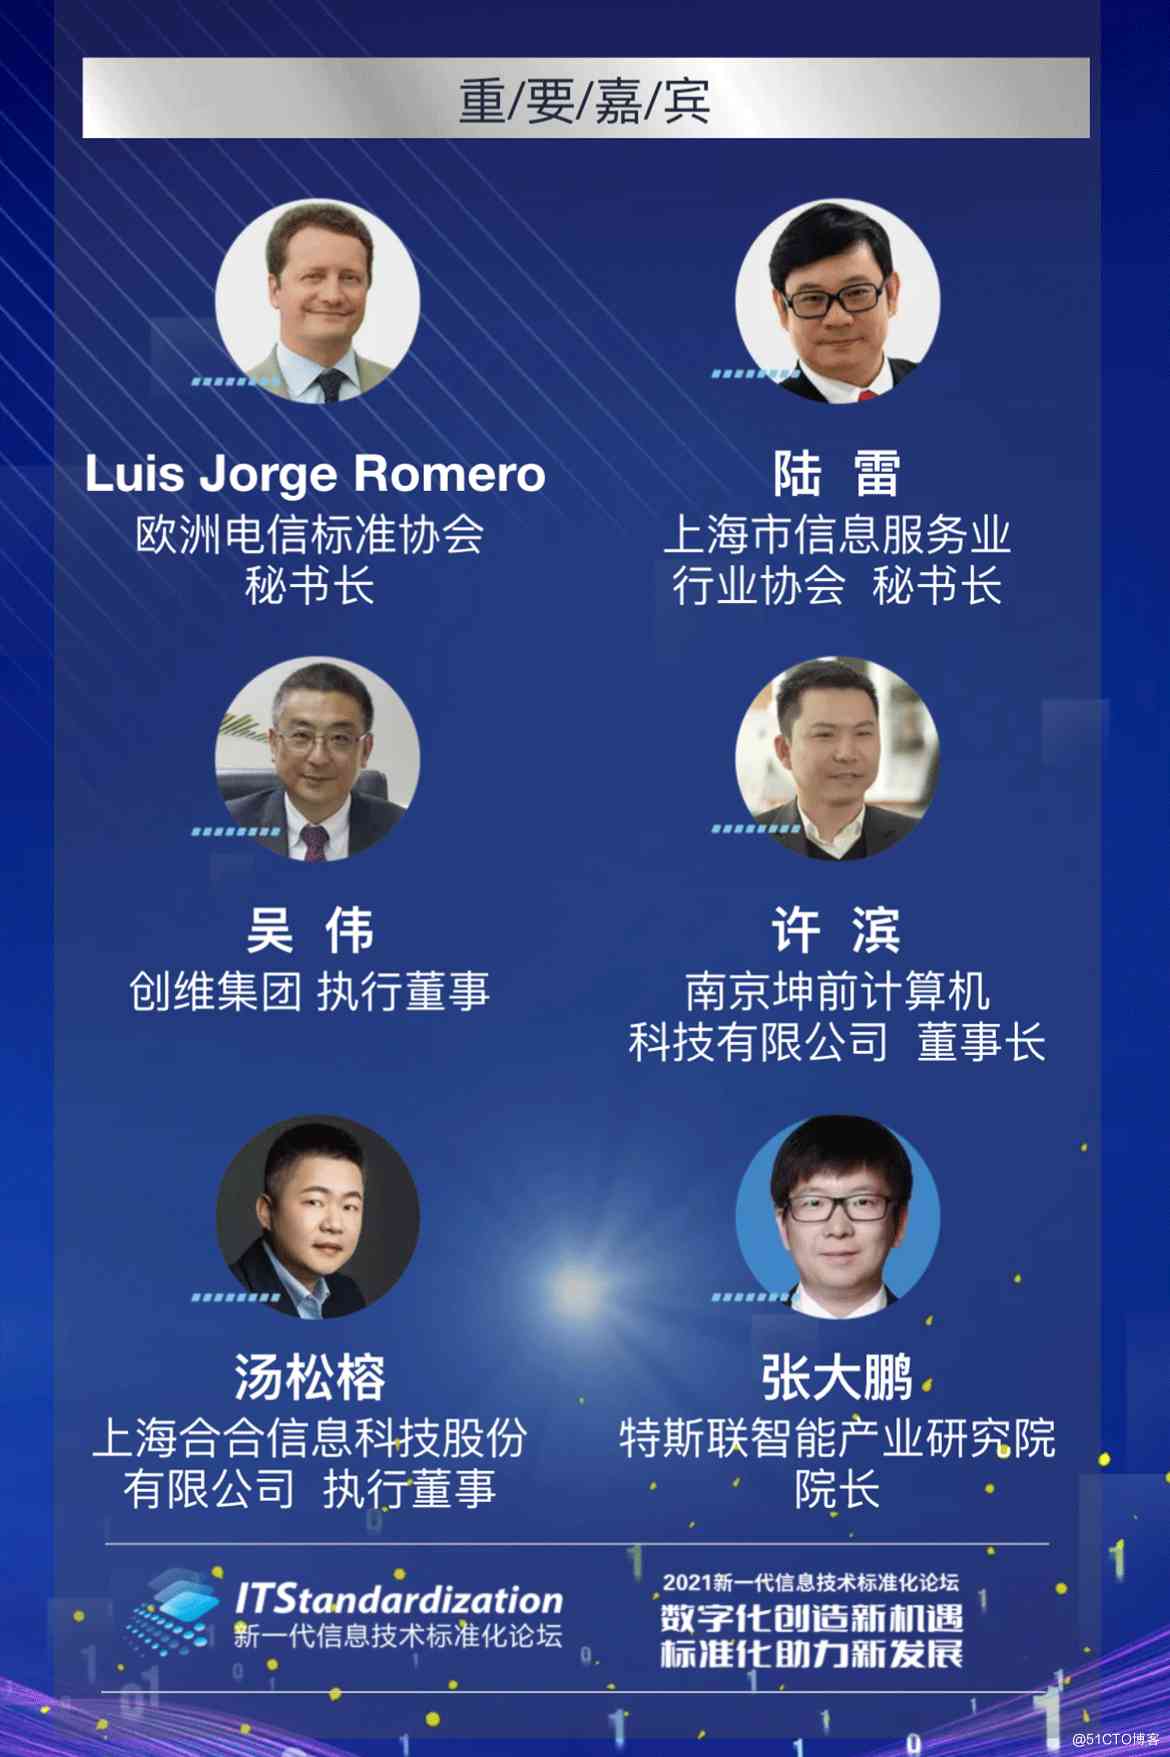 重/要/嘉/宾
Luis Jorge Romero
欧洲电信标准协会
秘书长
陆 雷
上海市信息服务业
行业协会 秘书长
吴 伟
创维集团 执行董事
许 滨
南京坤前计算机
科技有限公司 董事长
汤松榕
上海合合信息科技股份
有限公司 执行董事
张大鹏
特斯联智能产业研究院
院长
ITStandardization
新一代信息技术标准化论坛
2021新一代信息技术标准化论坛
数字化创造新机遇
标准化助力新发展
@51CTO博客